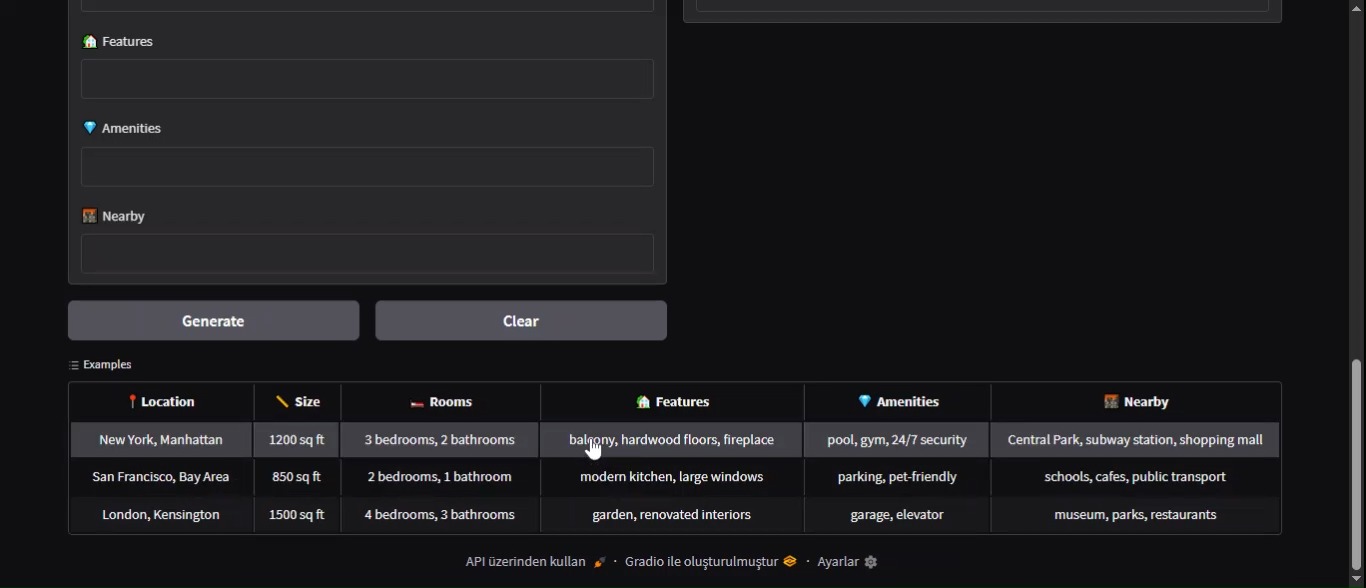 Features
Amenities
Nearby
Generate
Clear
Examples
Location Size Rooms Features Amenities Nearby
New York, Manhattan 1200 sq ft 3 bedrooms, 2 bathrooms balcony, hardwood floors, fireplace pool, gym, 24/7 security Central Park, subway station, shopping mall
San Francisco, Bay Area 850 sq ft 2 bedrooms, 1 bathroom modern kitchen, large windows parking, pet-friendly schools, cafes, public transport
London, Kensington 1500 sq ft 4 bedrooms, 3 bathrooms garden, renovated interiors garage, elevator museum, parks, restaurants
API üzerinden kullan · Gradio ile oluşturulmuştur · Ayarlar